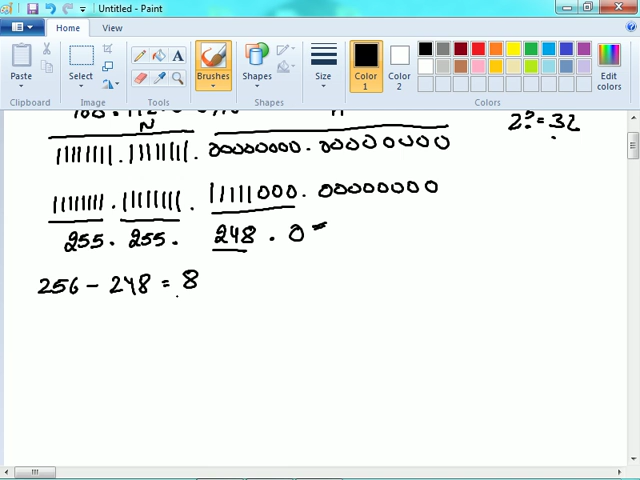 Untitled - Paint
Home View
Paste
Select
Brushes
Shapes
Size
Color 1
Color 2
Edit colors
Clipboard Image Tools Shapes Colors
2⁵ = 32
N H
11111111 . 11111111 . 00000000 . 00000000
11111111 . 11111111 . 11111000 . 00000000
255 . 255 . 248 . 0
256 - 248 = 8